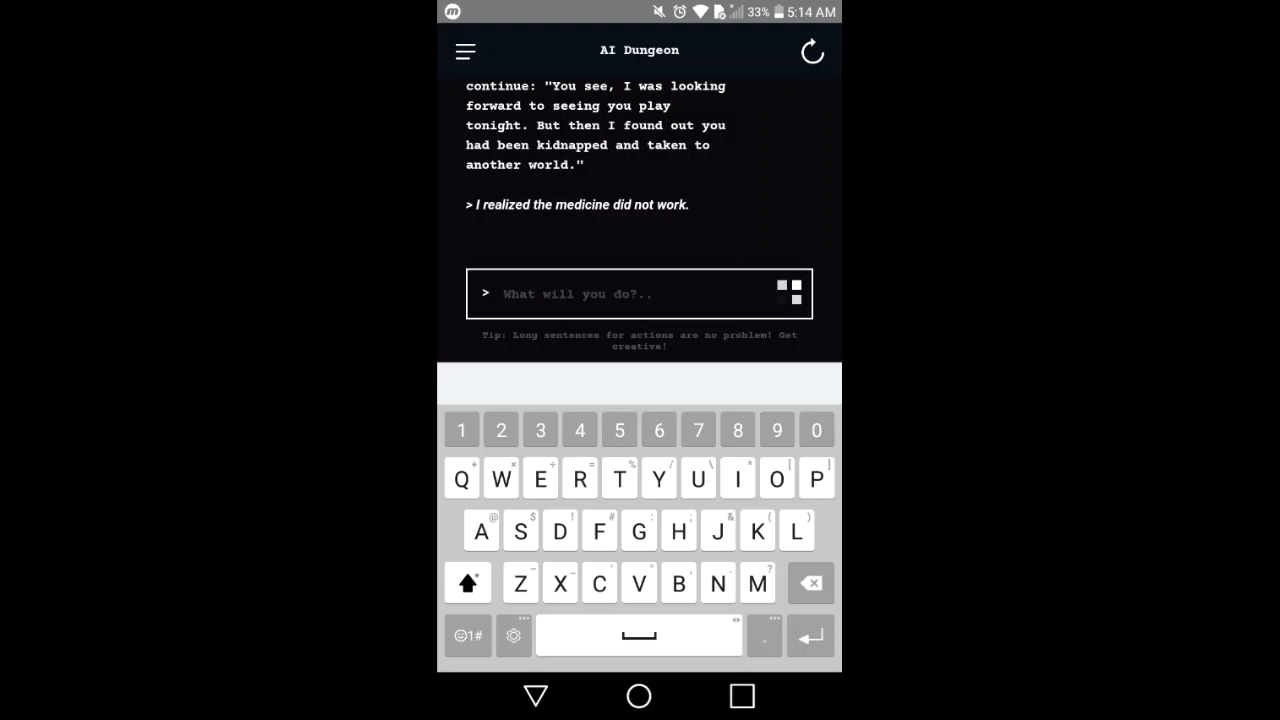 33% 5:14 AM
AI Dungeon
continue: "You see, I was looking
forward to seeing you play
tonight. But then I found out you
had been kidnapped and taken to
another world."
> I realized the medicine did not work.
> What will you do?..
Tip: Long sentences for actions are no problem! Get
creative!
1 2 3 4 5 6 7 8 9 0
+ × ÷ = % / \ * [ ]
Q W E R T Y U I O P
@ $ ! # : ; & ( )
A S D F G H J K L
- _ ' " , . ?
Z X C V B N M
☺1# .